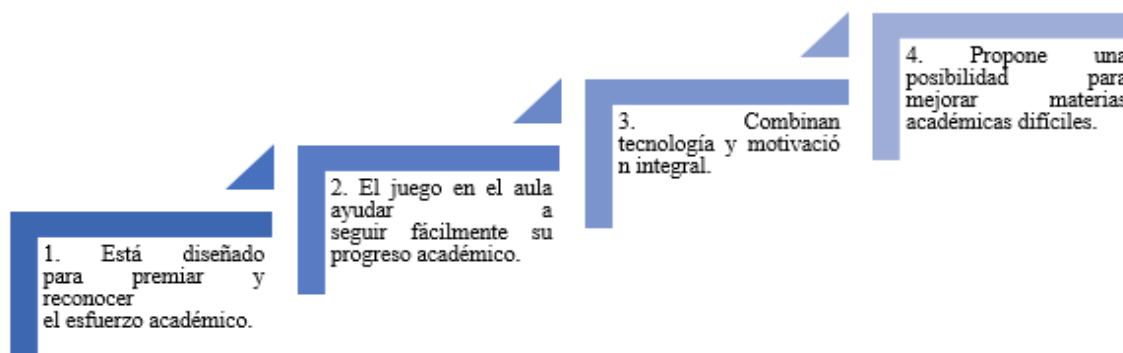 1. Está diseñado
para premiar y
reconocer
el esfuerzo académico.
2. El juego en el aula
ayudar a
seguir fácilmente su
progreso académico.
3. Combinan
tecnología y motivació
n integral.
4. Propone una
posibilidad para
mejorar materias
académicas difíciles.